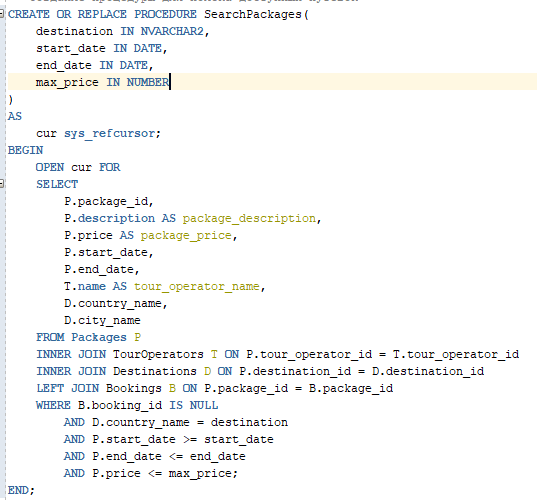 CREATE OR REPLACE PROCEDURE SearchPackages(
    destination IN NVARCHAR2,
    start_date IN DATE,
    end_date IN DATE,
    max_price IN NUMBER
)
AS
    cur sys_refcursor;
BEGIN
    OPEN cur FOR
    SELECT
        P.package_id,
        P.description AS package_description,
        P.price AS package_price,
        P.start_date,
        P.end_date,
        T.name AS tour_operator_name,
        D.country_name,
        D.city_name
    FROM Packages P
    INNER JOIN TourOperators T ON P.tour_operator_id = T.tour_operator_id
    INNER JOIN Destinations D ON P.destination_id = D.destination_id
    LEFT JOIN Bookings B ON P.package_id = B.package_id
    WHERE B.booking_id IS NULL
        AND D.country_name = destination
        AND P.start_date >= start_date
        AND P.end_date <= end_date
        AND P.price <= max_price;
END;